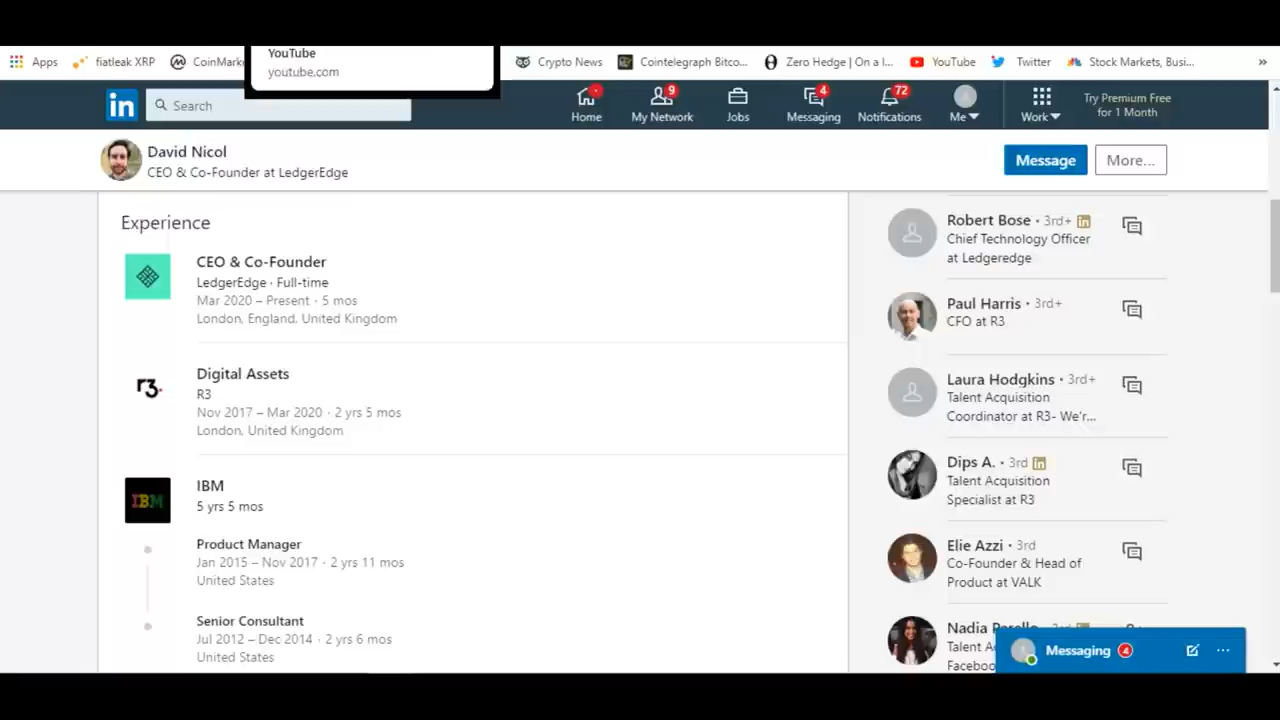 YouTube
youtube.com
Apps
fiatleak XRP
CoinMark
Crypto News
Cointelegraph Bitco...
Zero Hedge | On a l...
YouTube
Twitter
Stock Markets, Busi...
»
in
Search
Home
9
My Network
Jobs
4
Messaging
72
Notifications
Me
Work
Try Premium Free
for 1 Month
David Nicol
CEO & Co-Founder at LedgerEdge
Message
More...
Experience
CEO & Co-Founder
LedgerEdge · Full-time
Mar 2020 – Present · 5 mos
London, England, United Kingdom
r3.
Digital Assets
R3
Nov 2017 – Mar 2020 · 2 yrs 5 mos
London, United Kingdom
IBM
IBM
5 yrs 5 mos
Product Manager
Jan 2015 – Nov 2017 · 2 yrs 11 mos
United States
Senior Consultant
Jul 2012 – Dec 2014 · 2 yrs 6 mos
United States
Robert Bose · 3rd+ in
Chief Technology Officer
at Ledgeredge
Paul Harris · 3rd+
CFO at R3
Laura Hodgkins · 3rd+
Talent Acquisition
Coordinator at R3- We'r...
Dips A. · 3rd in
Talent Acquisition
Specialist at R3
Elie Azzi · 3rd
Co-Founder & Head of
Product at VALK
Nadia
Talent A
Faceboo
Messaging 4
...